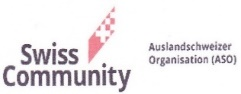 Swiss
Community
Auslandschweizer
Organisation (ASO)